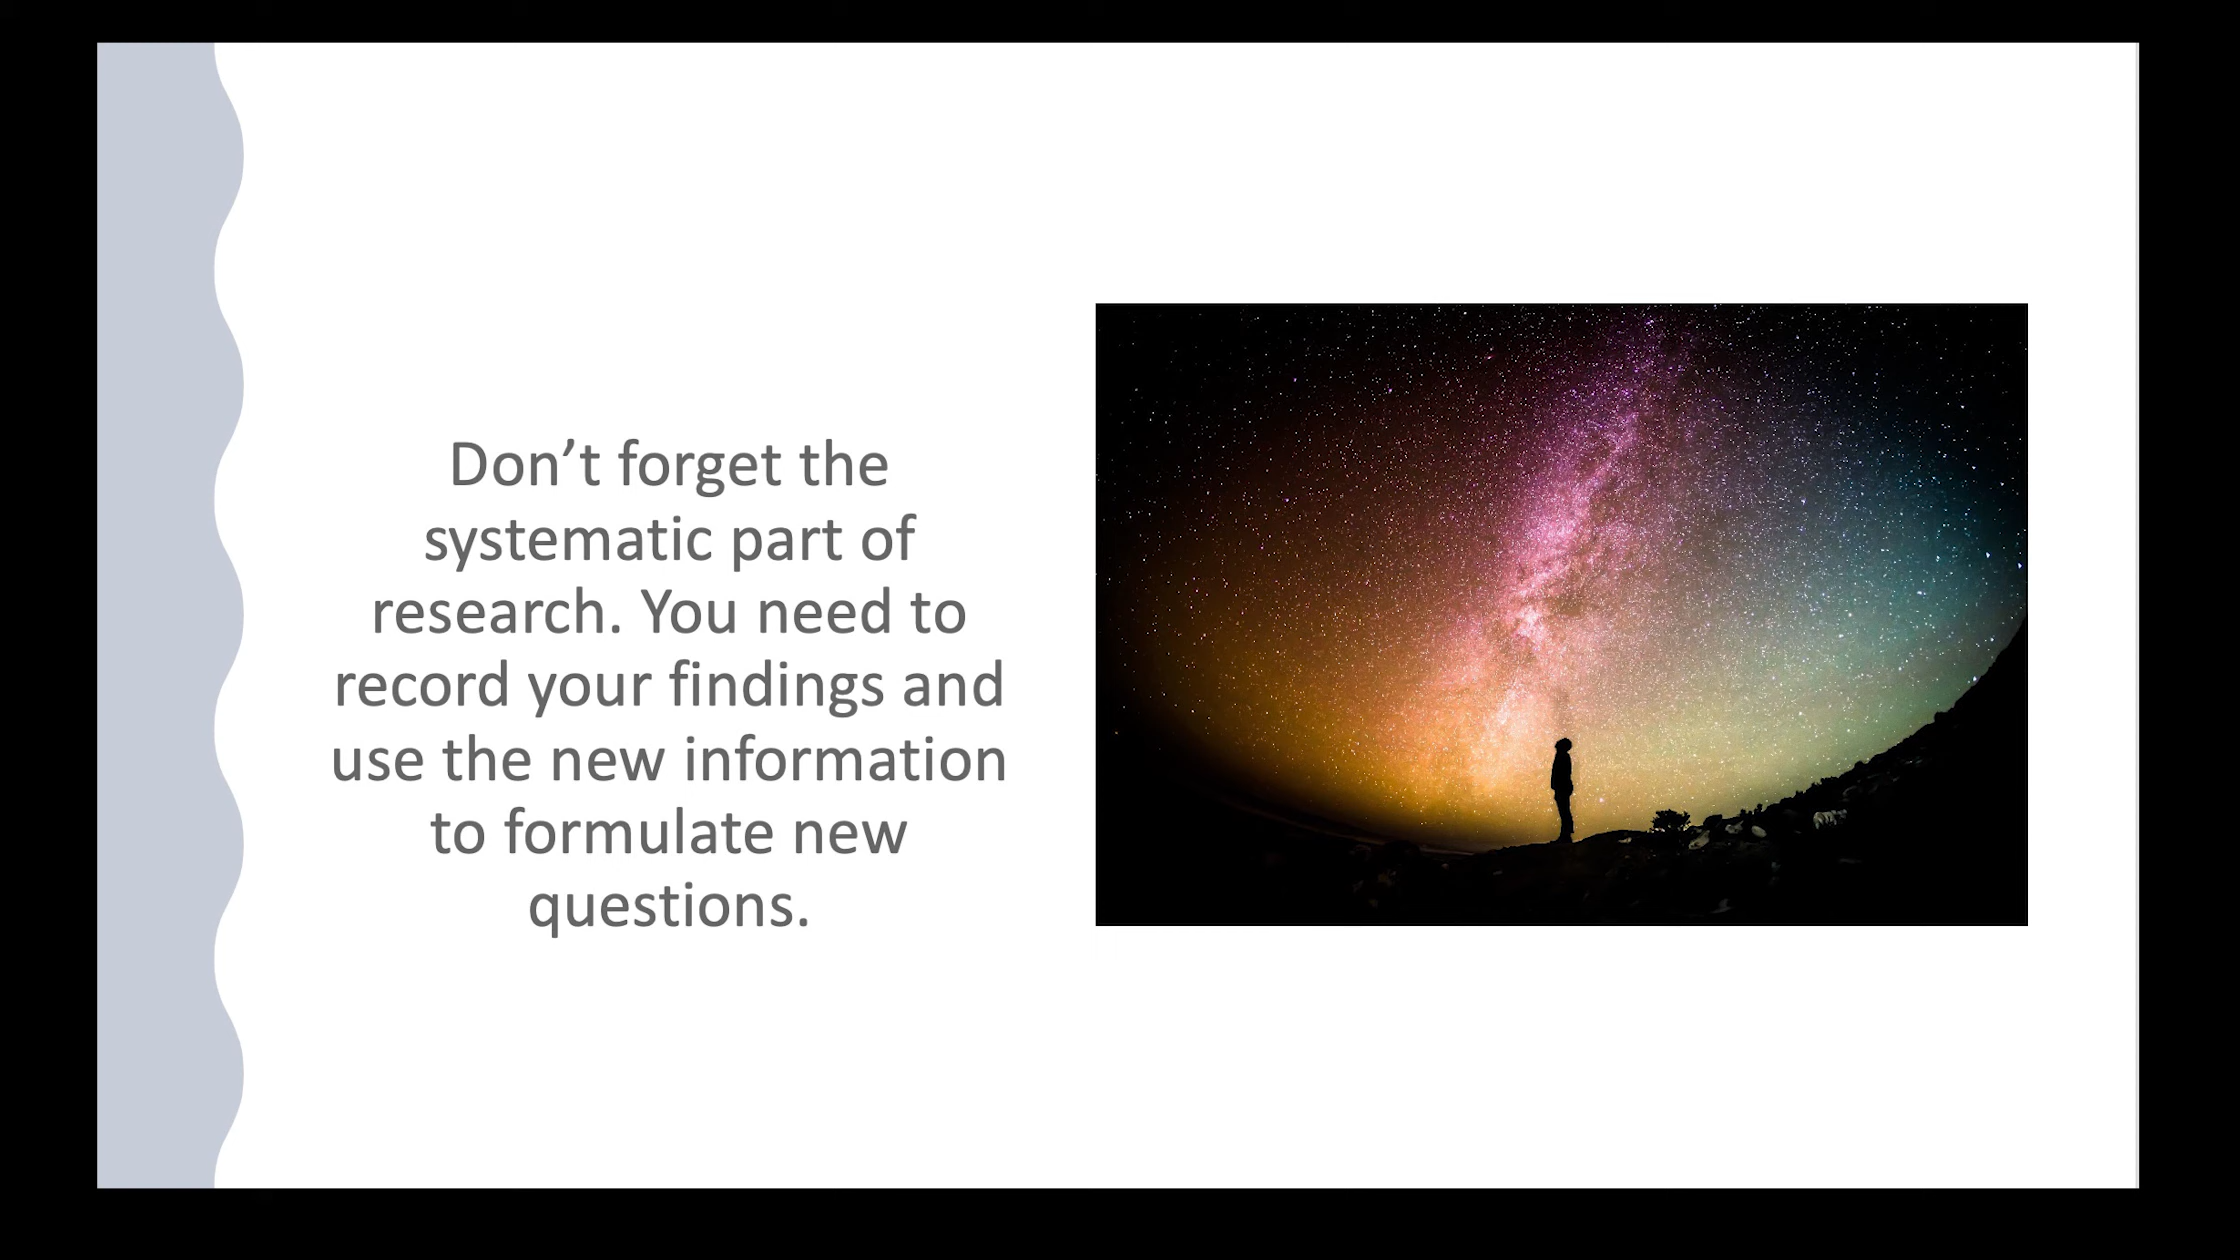 Don’t forget the
systematic part of
research. You need to
record your findings and
use the new information
to formulate new
questions.